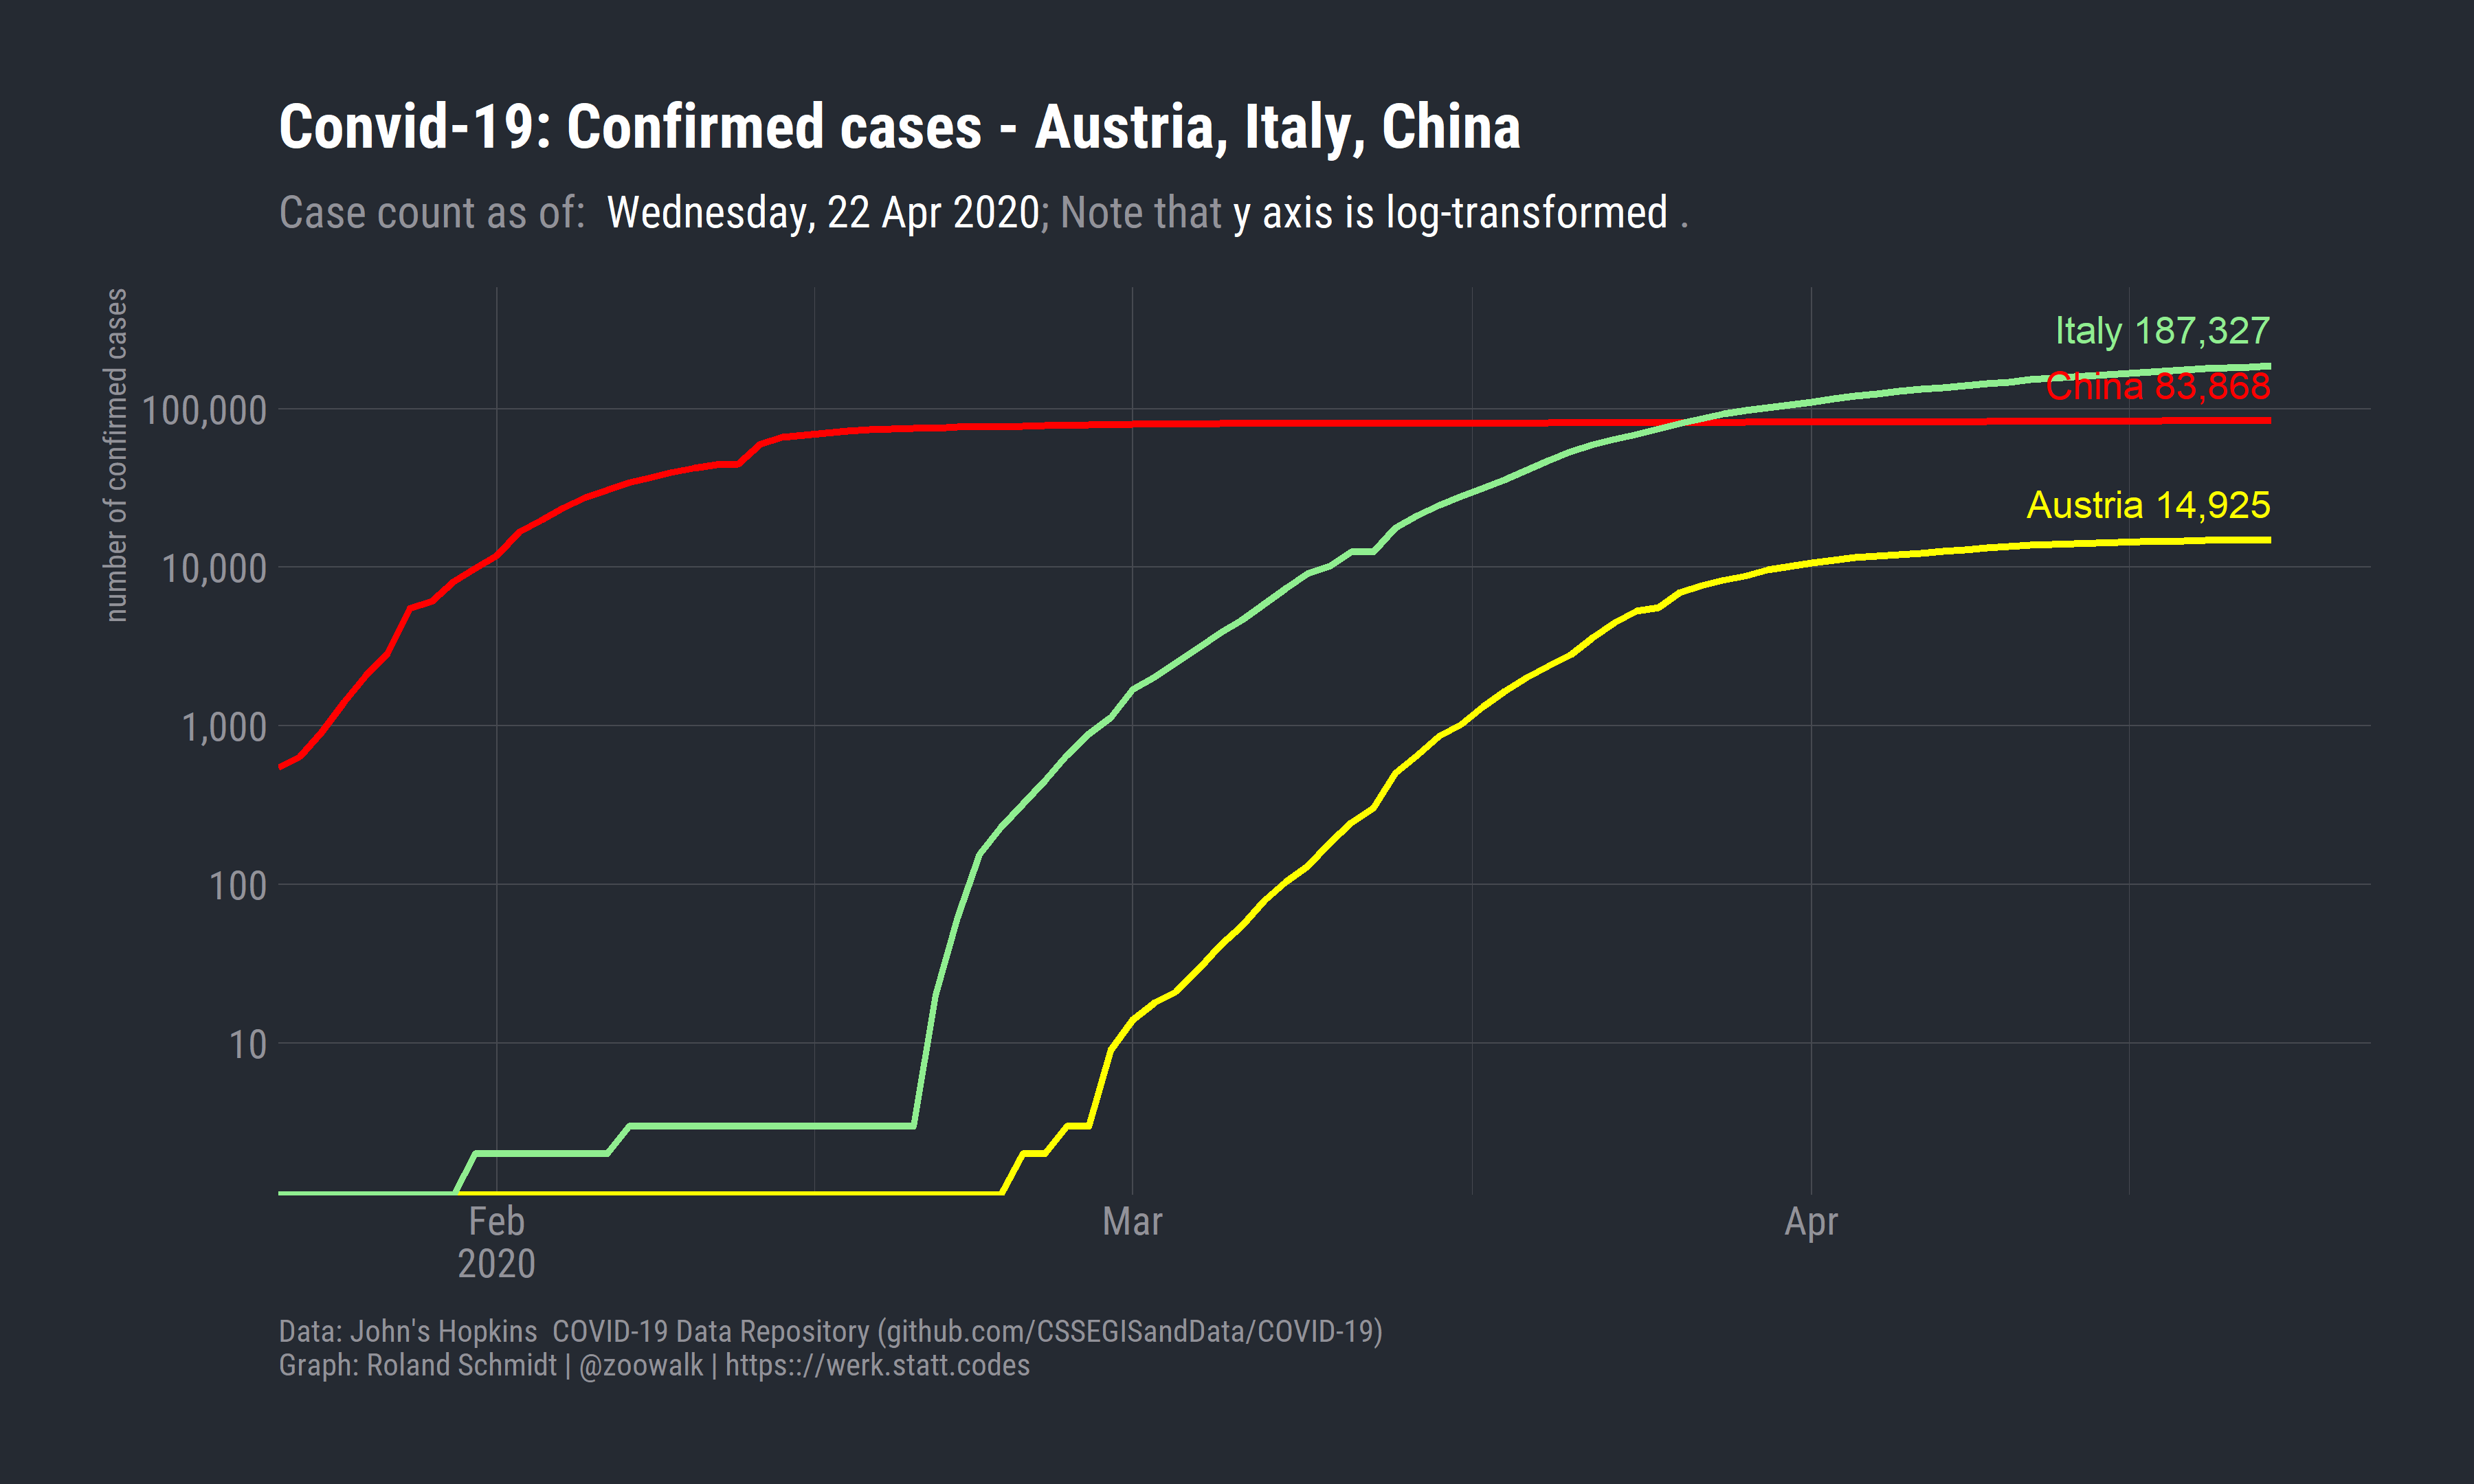 Convid-19: Confirmed cases - Austria, Italy, China
Case count as of:  Wednesday, 22 Apr 2020; Note that y axis is log-transformed .
number of confirmed cases
100,000
10,000
1,000
100
10
Italy 187,327
China 83,868
Austria 14,925
Feb
2020
Mar
Apr
Data: John's Hopkins  COVID-19 Data Repository (github.com/CSSEGISandData/COVID-19)
Graph: Roland Schmidt | @zoowalk | https:://werk.statt.codes